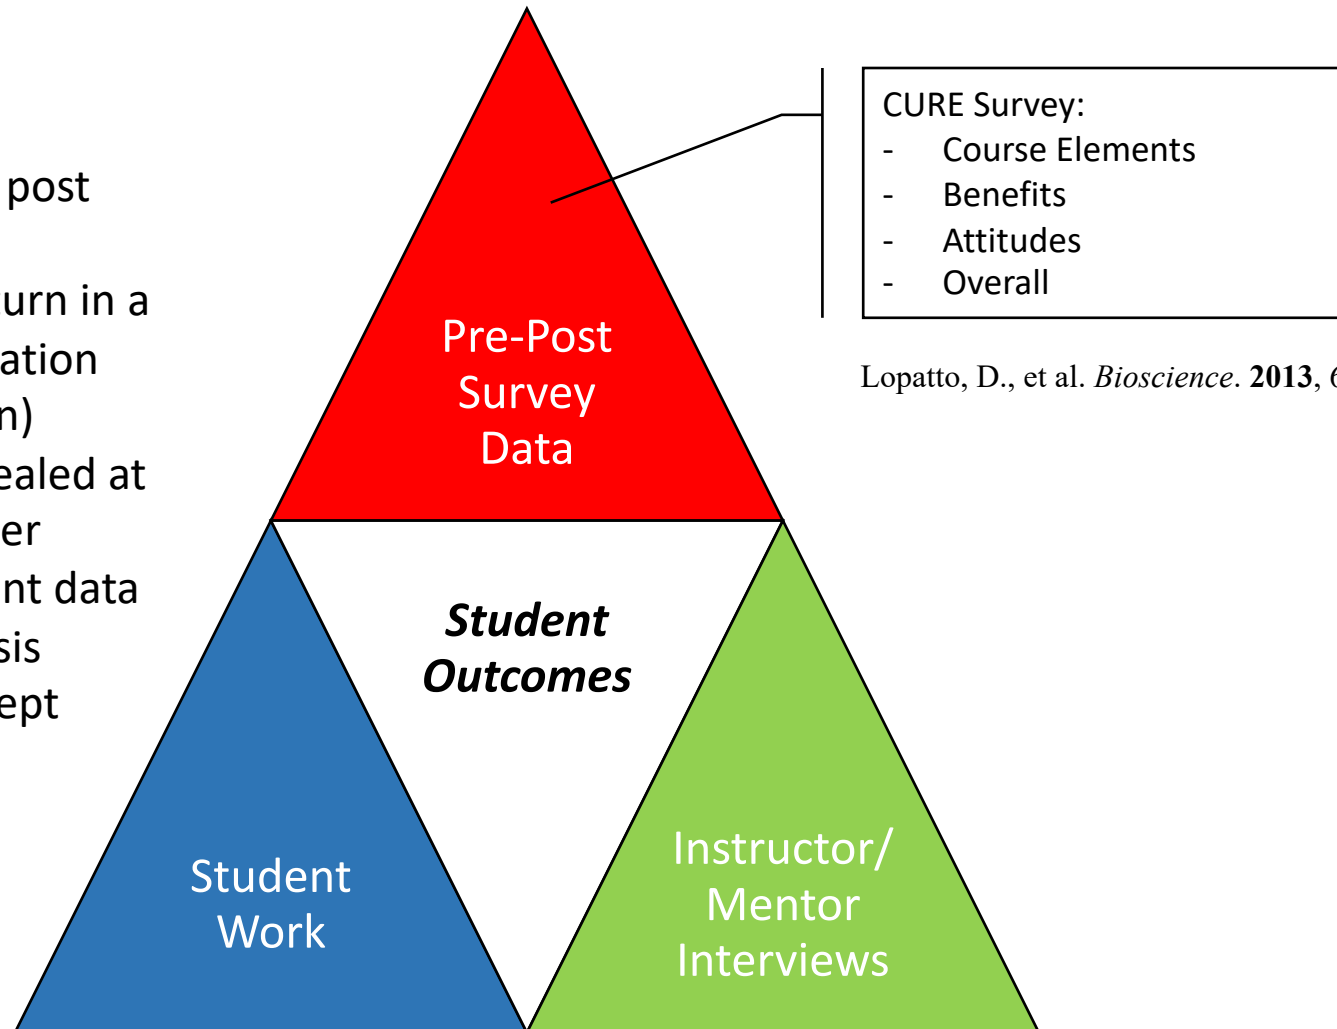 post
urn in a
ation
n)
ealed at
er
nt data
sis
ept
Pre-Post
Survey
Data
CURE Survey:
- Course Elements
- Benefits
- Attitudes
- Overall
Lopatto, D., et al. Bioscience. 2013,
Student
Outcomes
Student
Work
Instructor/
Mentor
Interviews